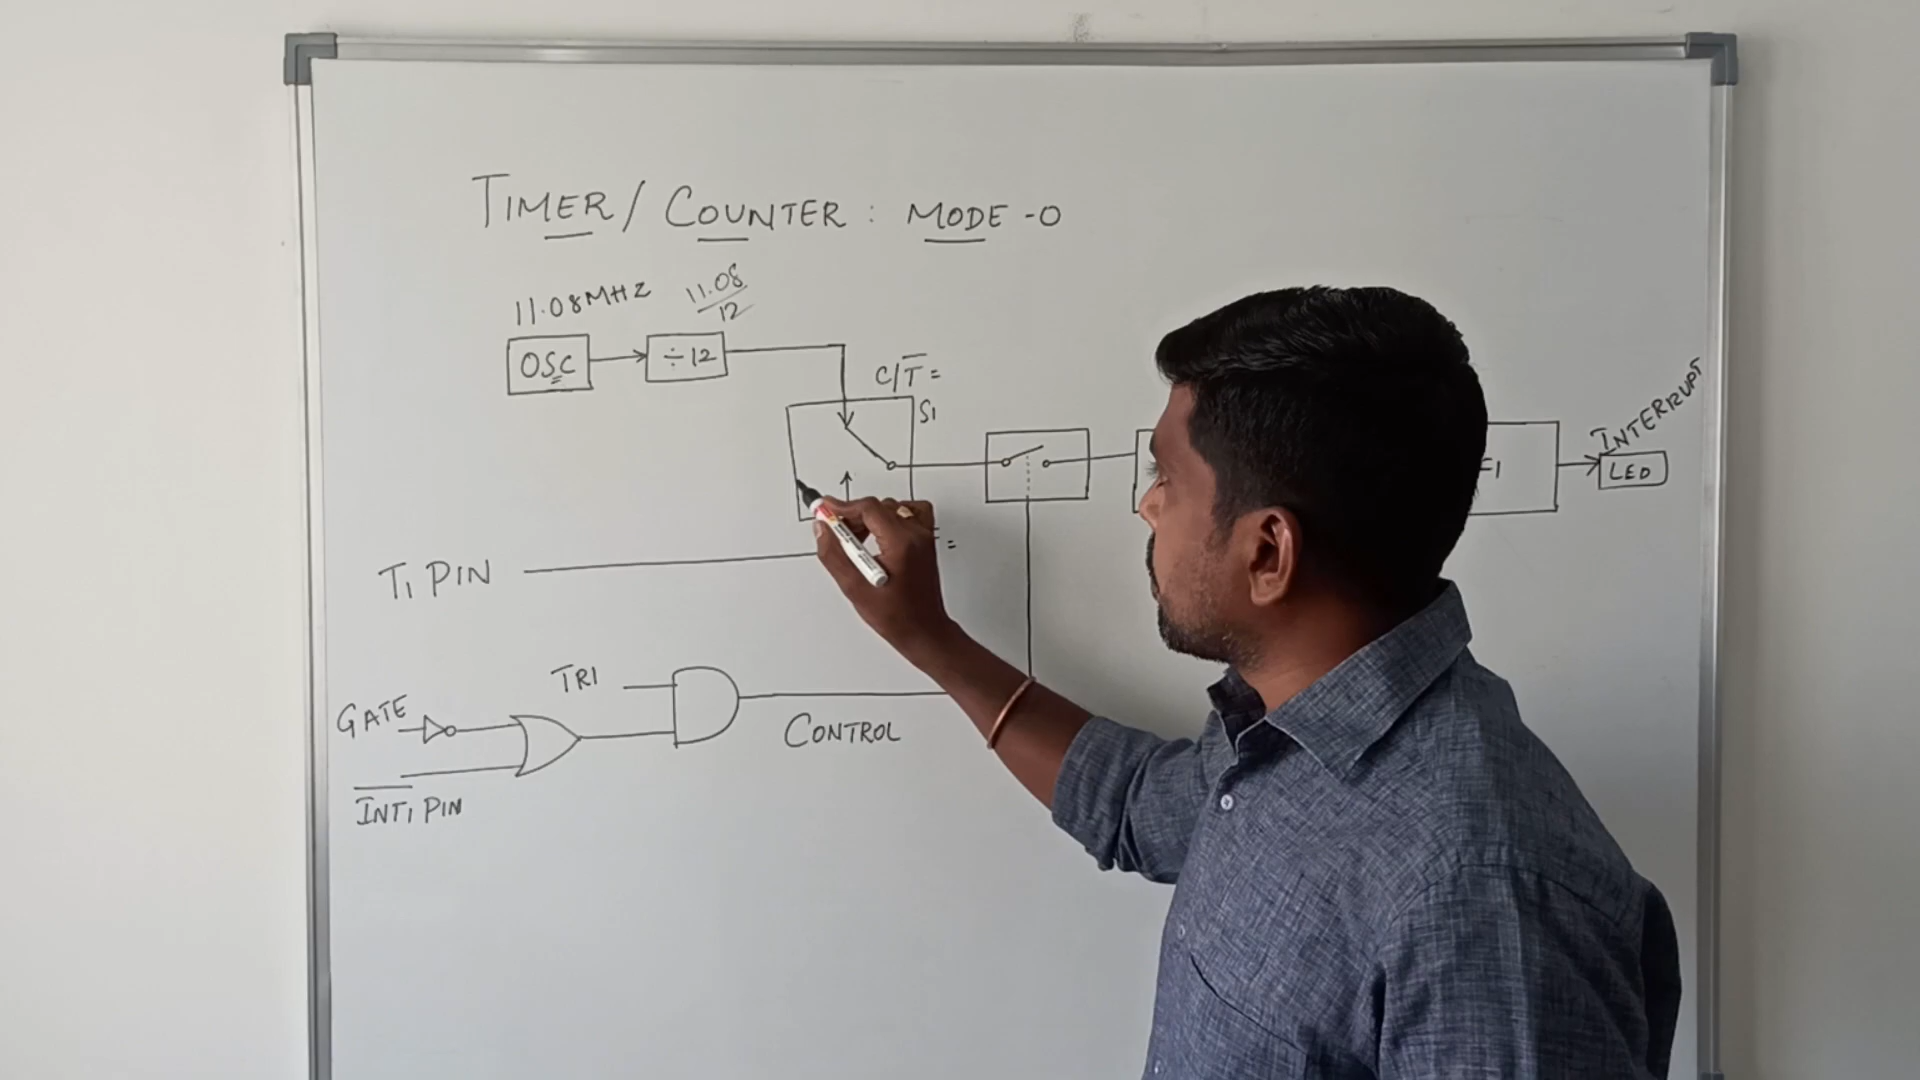 TIMER / COUNTER : MODE -0
11.08MHZ
11.08
12
OSC
÷12
C/T̅ =
S1
INTERRUPT
LED
T1 PIN
=
TR1
GATE
CONTROL
I̅N̅T̅1 PIN